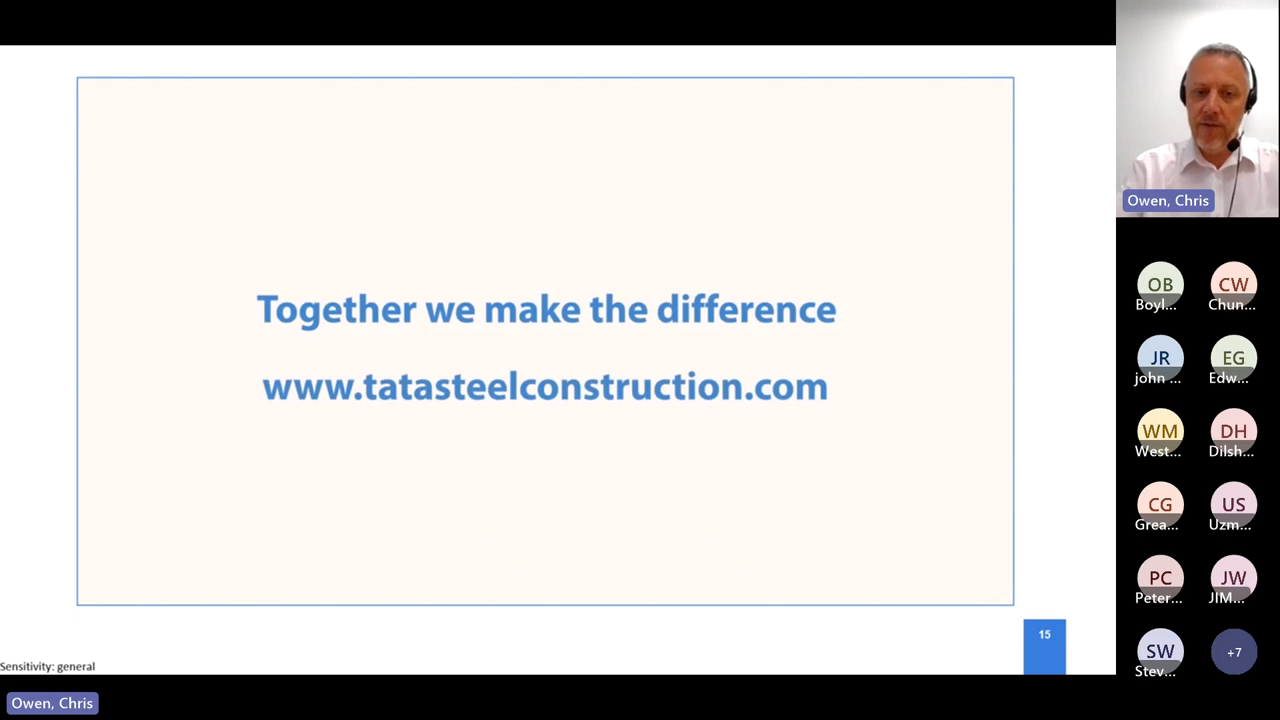 Together we make the difference
www.tatasteelconstruction.com
15
Sensitivity: general
Owen, Chris
Owen, Chris
OB
Boyl...
CW
Chun...
JR
john ...
EG
Edw...
WM
West...
DH
Dilsh...
CG
Grea...
US
Uzm...
PC
Peter...
JW
JIM...
SW
Stev...
+7